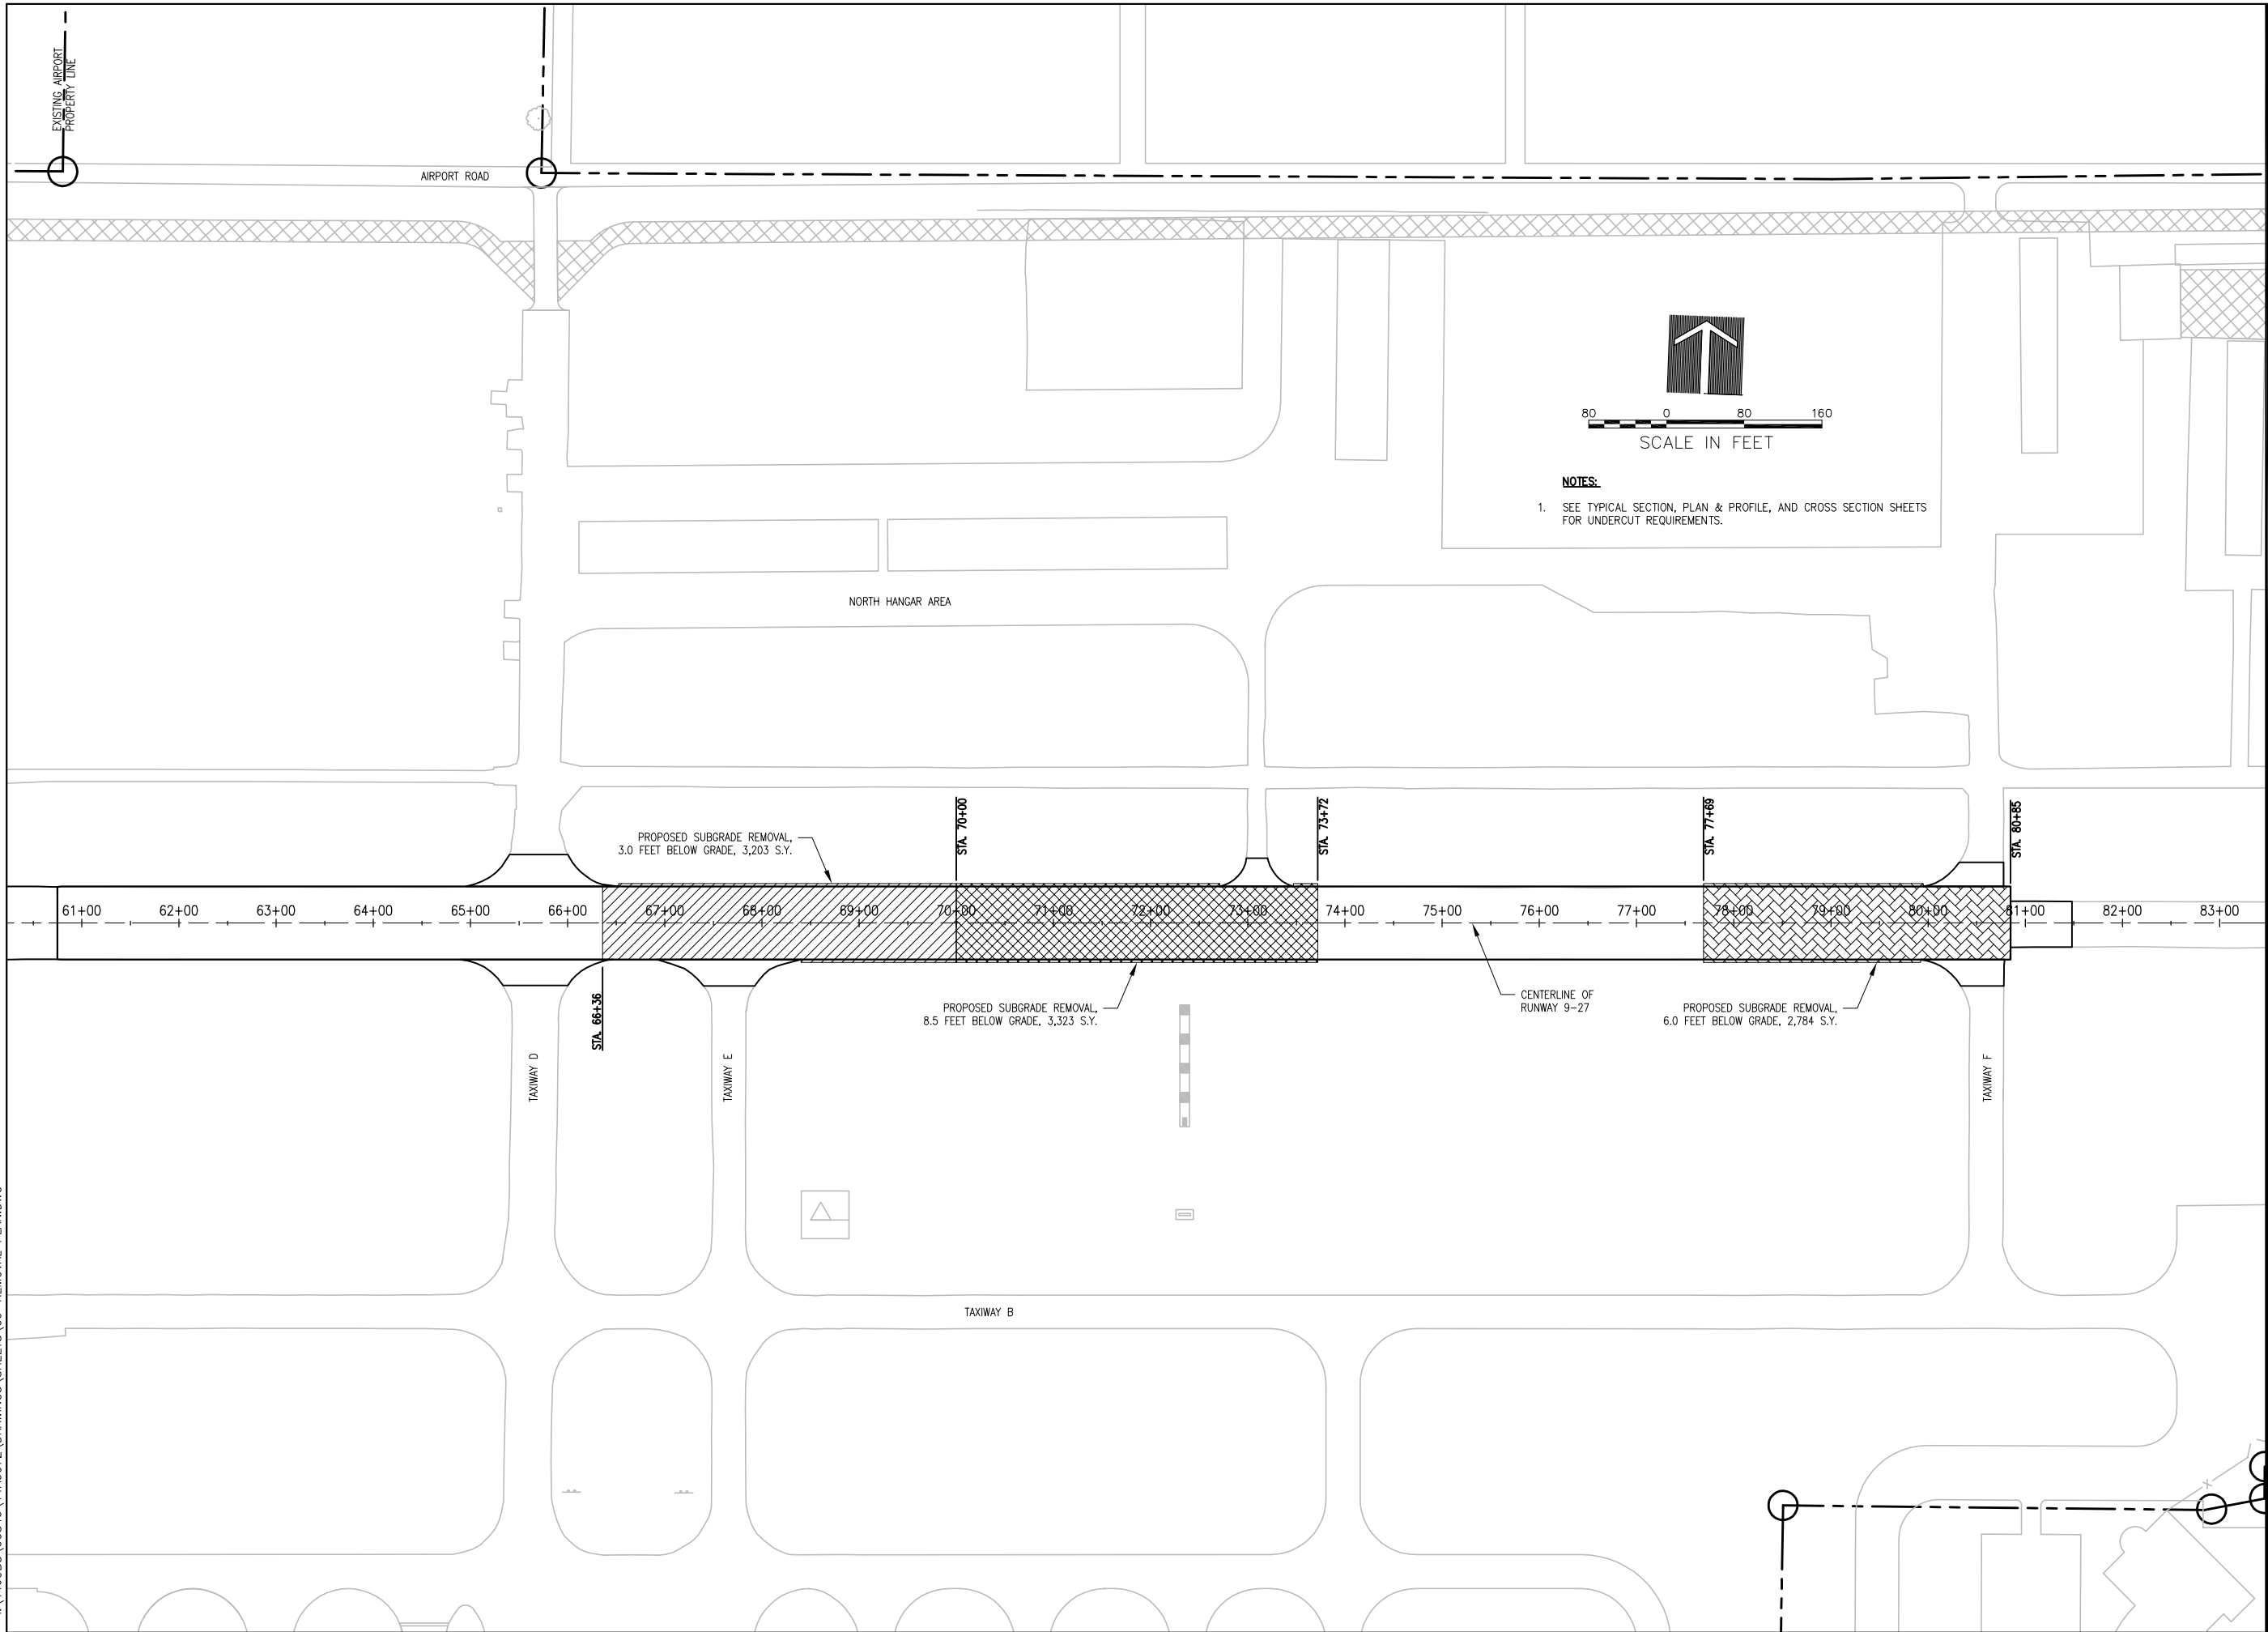 EXISTING AIRPORT
PROPERTY LINE
AIRPORT ROAD
80 0 80 160
SCALE IN FEET
NOTES:
1. SEE TYPICAL SECTION, PLAN & PROFILE, AND CROSS SECTION SHEETS
FOR UNDERCUT REQUIREMENTS.
NORTH HANGAR AREA
STA. 70+00
STA. 73+72
STA. 77+69
STA. 80+85
PROPOSED SUBGRADE REMOVAL,
3.0 FEET BELOW GRADE, 3,203 S.Y.
61+00 62+00 63+00 64+00 65+00 66+00 67+00 68+00 69+00 70+00 71+00 72+00 73+00 74+00 75+00 76+00 77+00 78+00 79+00 80+00 81+00 82+00 83+00
STA. 66+36
PROPOSED SUBGRADE REMOVAL,
8.5 FEET BELOW GRADE, 3,323 S.Y.
CENTERLINE OF
RUNWAY 9-27
PROPOSED SUBGRADE REMOVAL,
6.0 FEET BELOW GRADE, 2,784 S.Y.
TAXIWAY D
TAXIWAY E
TAXIWAY F
TAXIWAY B